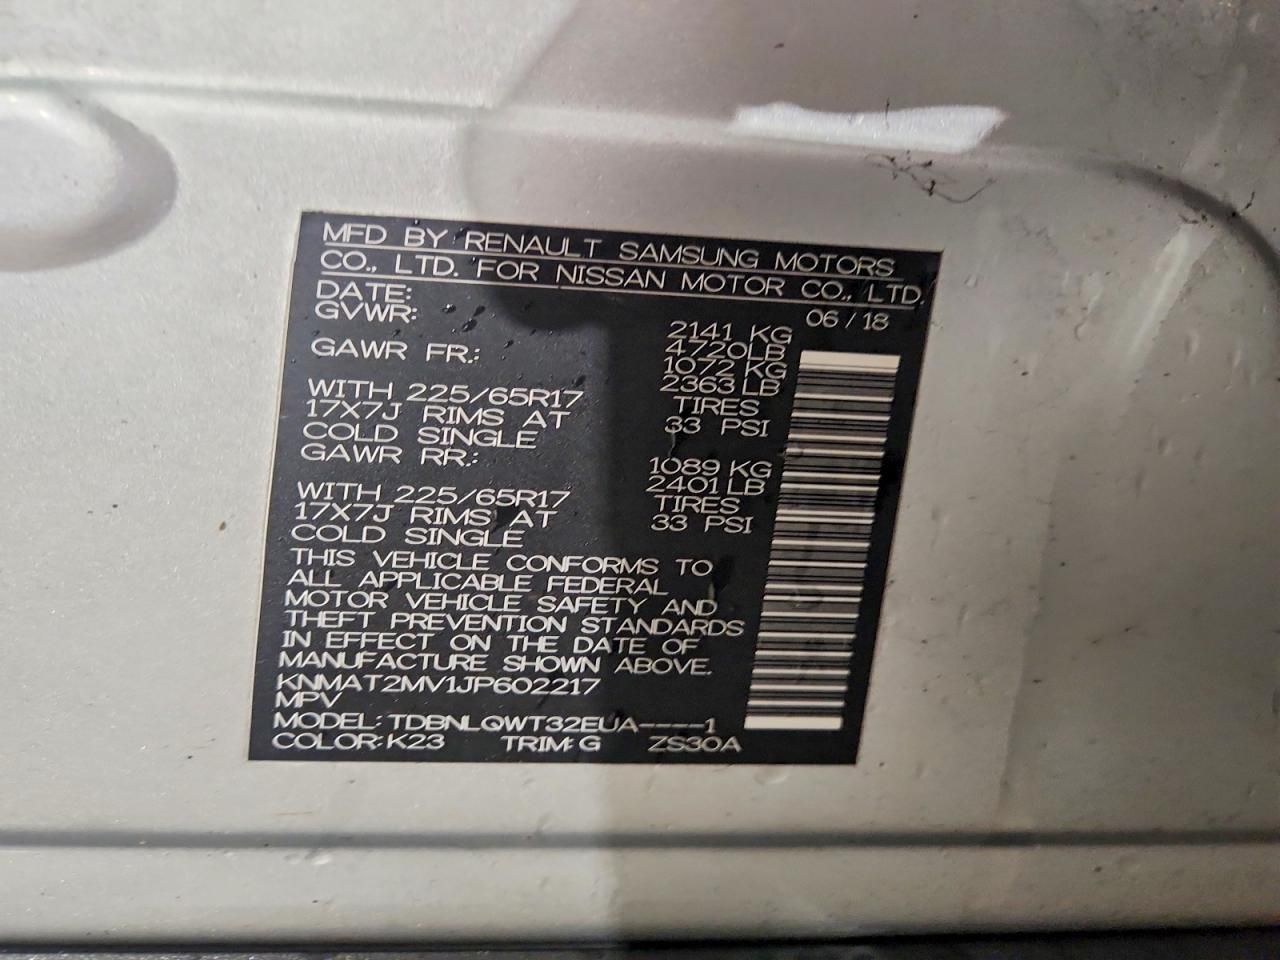 MFD BY RENAULT SAMSUNG MOTORS
CO., LTD. FOR NISSAN MOTOR CO., LTD.
DATE: 06 / 18
GVWR: 2141 KG
4720LB
GAWR FR.: 1072 KG
2363 LB
WITH 225/65R17 TIRES
17X7J RIMS AT 33 PSI
COLD SINGLE
GAWR RR.: 1089 KG
2401 LB
WITH 225/65R17 TIRES
17X7J RIMS AT 33 PSI
COLD SINGLE
THIS VEHICLE CONFORMS TO
ALL APPLICABLE FEDERAL
MOTOR VEHICLE SAFETY AND
THEFT PREVENTION STANDARDS
IN EFFECT ON THE DATE OF
MANUFACTURE SHOWN ABOVE.
KNMAT2MV1JP602217
MPV
MODEL: TDBNLQWT32EUA----1
COLOR: K23 TRIM: G ZS30A